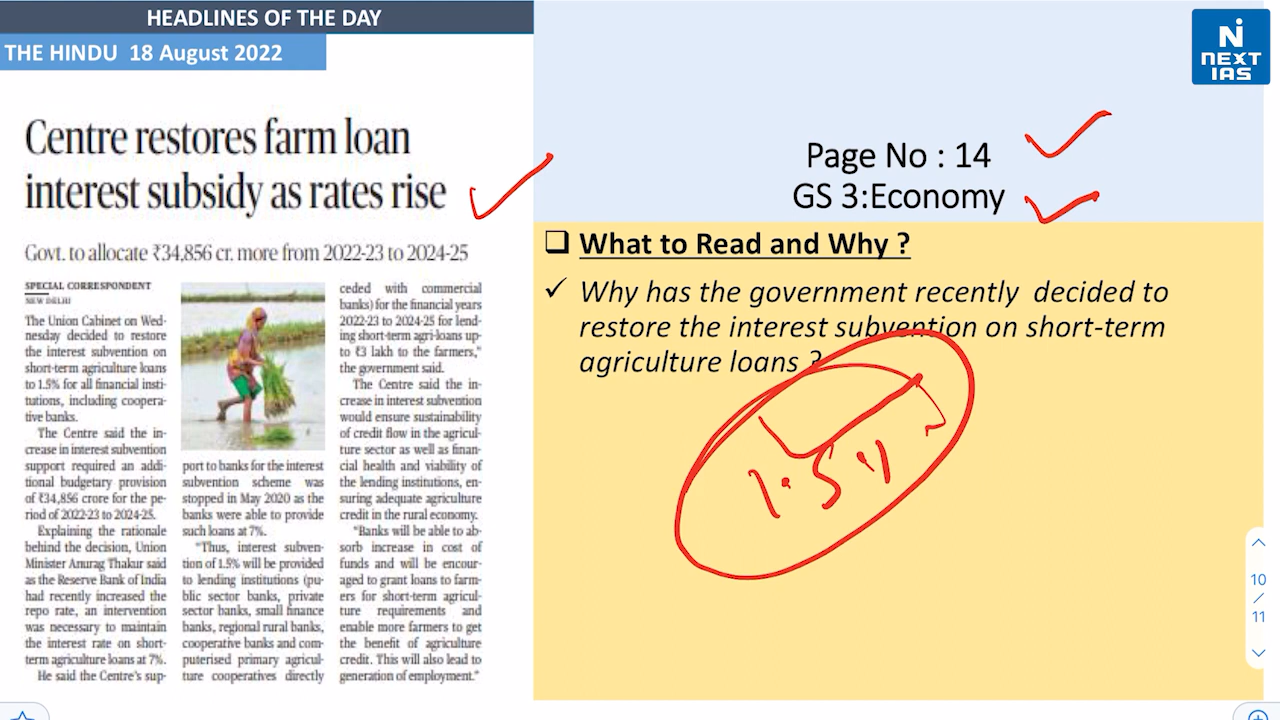 HEADLINES OF THE DAY
THE HINDU 18 August 2022
Centre restores farm loan
interest subsidy as rates rise
Govt. to allocate ₹34,856 cr. more from 2022-23 to 2024-25
SPECIAL CORRESPONDENT
NEW DELHI
The Union Cabinet on Wed-
nesday decided to restore
the interest subvention on
short-term agriculture loans
to 1.5% for all financial insti-
tutions, including coopera-
tive banks.
The Centre said the in-
crease in interest subvention
support required an addi-
tional budgetary provision
of ₹34,856 crore for the pe-
riod of 2022-23 to 2024-25.
Explaining the rationale
behind the decision, Union
Minister Anurag Thakur said
as the Reserve Bank of India
had recently increased the
repo rate, an intervention
was necessary to maintain
the interest rate on short-
term agriculture loans at 7%.
He said the Centre's sup-
port to banks for the interest
subvention scheme was
stopped in May 2020 as the
banks were able to provide
such loans at 7%.
"Thus, interest subven-
tion of 1.5% will be provided
to lending institutions (pu-
blic sector banks, private
sector banks, small finance
banks, regional rural banks,
cooperative banks and com-
puterised primary agricul-
ture cooperatives directly
ceded with commercial
banks) for the financial years
2022-23 to 2024-25 for lend-
ing short-term agri-loans up-
to ₹3 lakh to the farmers,"
the government said.
The Centre said the in-
crease in interest subvention
would ensure sustainability
of credit flow in the agricul-
ture sector as well as finan-
cial health and viability of
the lending institutions, en-
suring adequate agriculture
credit in the rural economy.
"Banks will be able to ab-
sorb increase in cost of
funds and will be encour-
aged to grant loans to farm-
ers for short-term agricul-
ture requirements and
enable more farmers to get
the benefit of agriculture
credit. This will also lead to
generation of employment."
NEXT
IAS
Page No : 14
GS 3:Economy
What to Read and Why ?
Why has the government recently decided to
restore the interest subvention on short-term
agriculture loans ?
1.5%
10
/
11